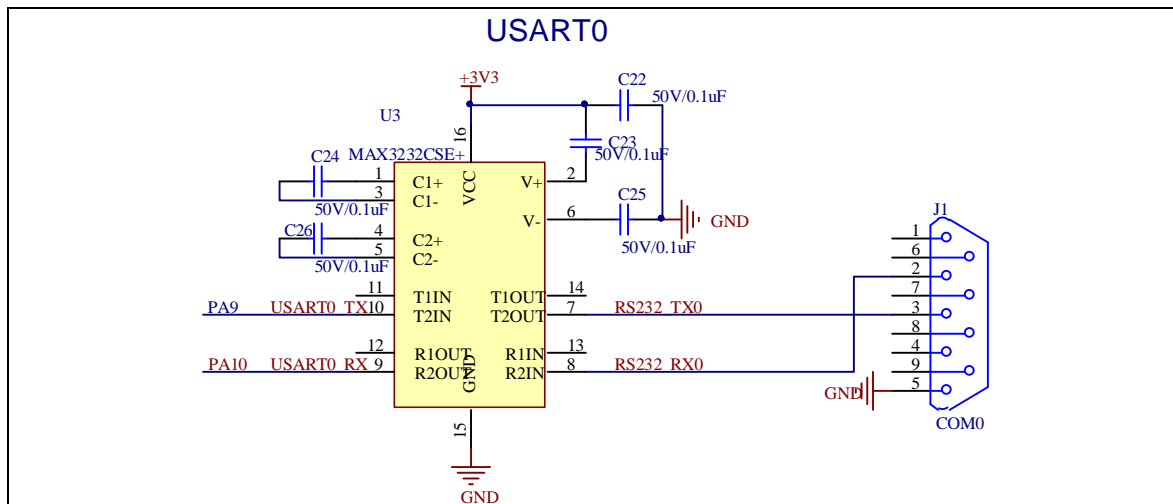 USART0
+3V3
C22
50V/0.1uF
U3
16
C23
50V/0.1uF
C24
MAX3232CSE+
1
C1+
VCC
V+
2
3
C1-
50V/0.1uF
C25
6
V-
GND
J1
C26
4
C2+
50V/0.1uF
5
C2-
50V/0.1uF
1
6
2
11
T1IN
T1OUT
14
7
PA9
USART0_TX
10
T2IN
T2OUT
7
RS232_TX0
3
8
12
R1OUT
R1IN
13
4
PA10
USART0_RX
9
R2OUT
GND
R2IN
8
RS232_RX0
9
GND
5
COM0
15
GND